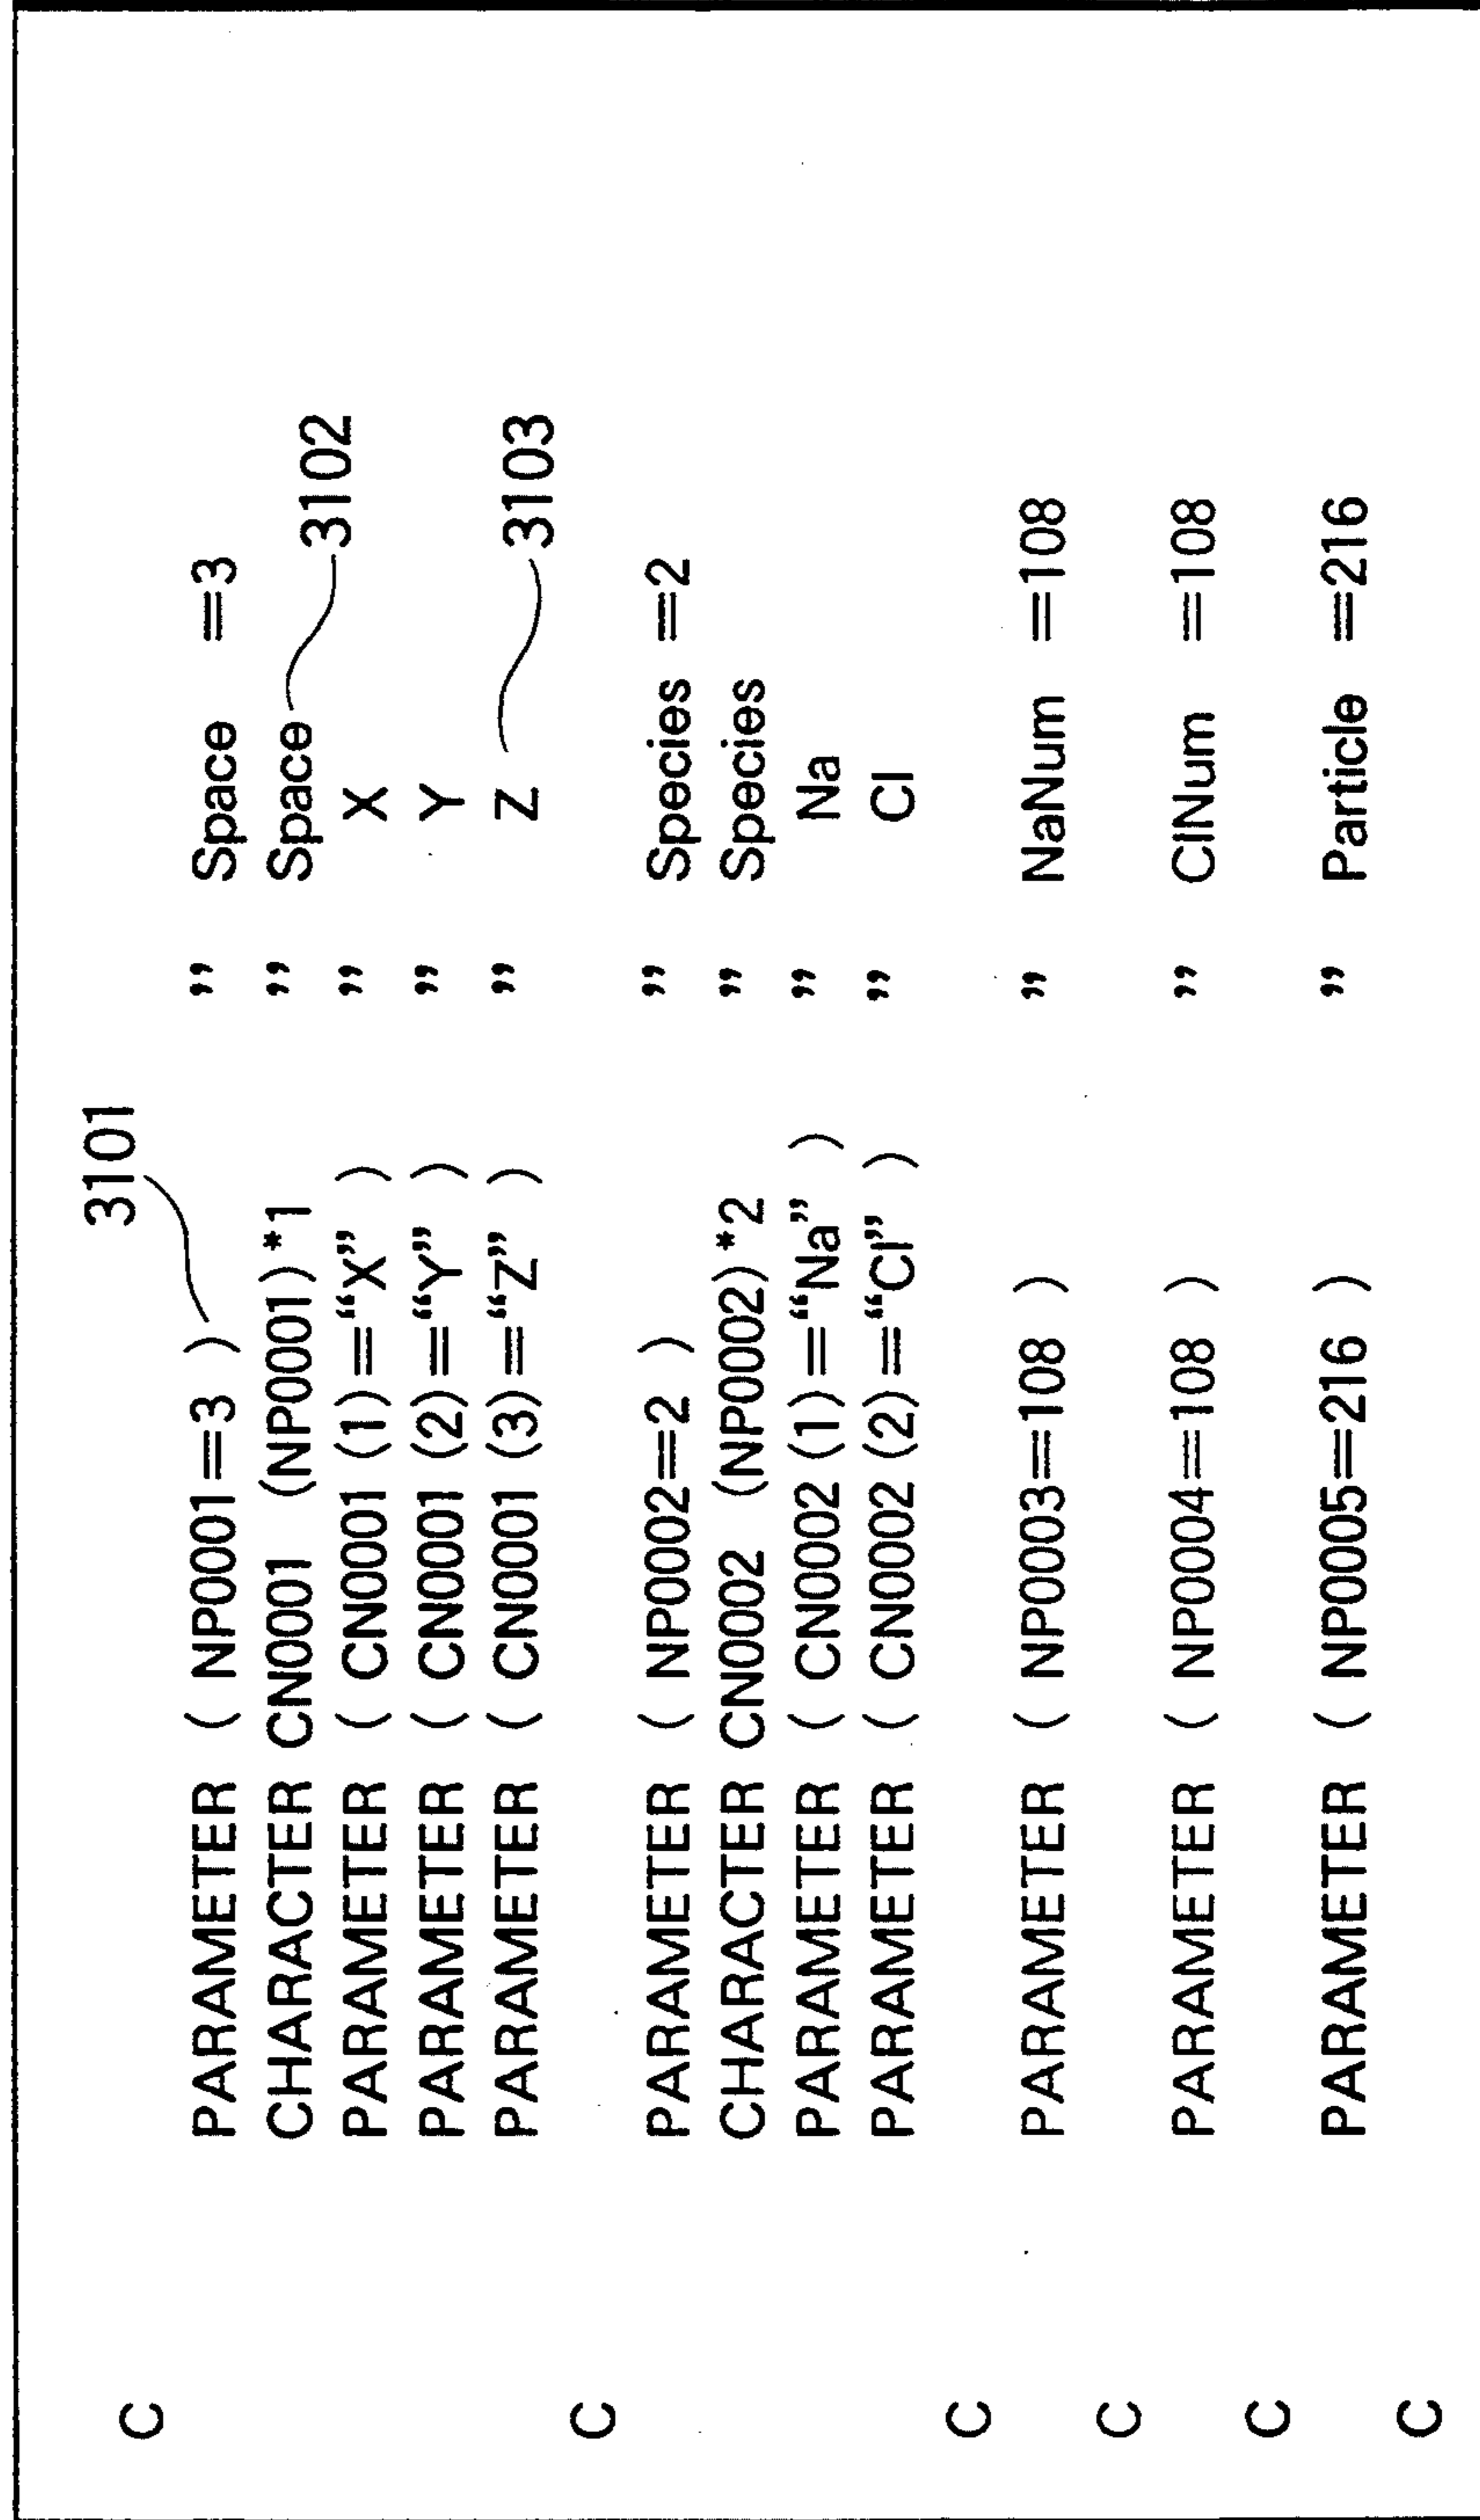 3101
C
PARAMETER ( NP0001=3 ) ” Space =3
CHARACTER CN0001 (NP0001)*1 ” Space 3102
PARAMETER ( CN0001 (1)=“X” ) ” X
PARAMETER ( CN0001 (2)=“Y” ) ” Y
PARAMETER ( CN0001 (3)=“Z” ) ” Z 3103
C
PARAMETER ( NP0002=2 ) ” Species =2
CHARACTER CN0002 (NP0002)*2 ” Species
PARAMETER ( CN0002 (1)=“Na” ) ” Na
PARAMETER ( CN0002 (2)=“Cl” ) ” Cl
C
PARAMETER ( NP0003=108 ) ” NaNum =108
C
PARAMETER ( NP0004=108 ) ” ClNum =108
C
PARAMETER ( NP0005=216 ) ” Particle =216
C